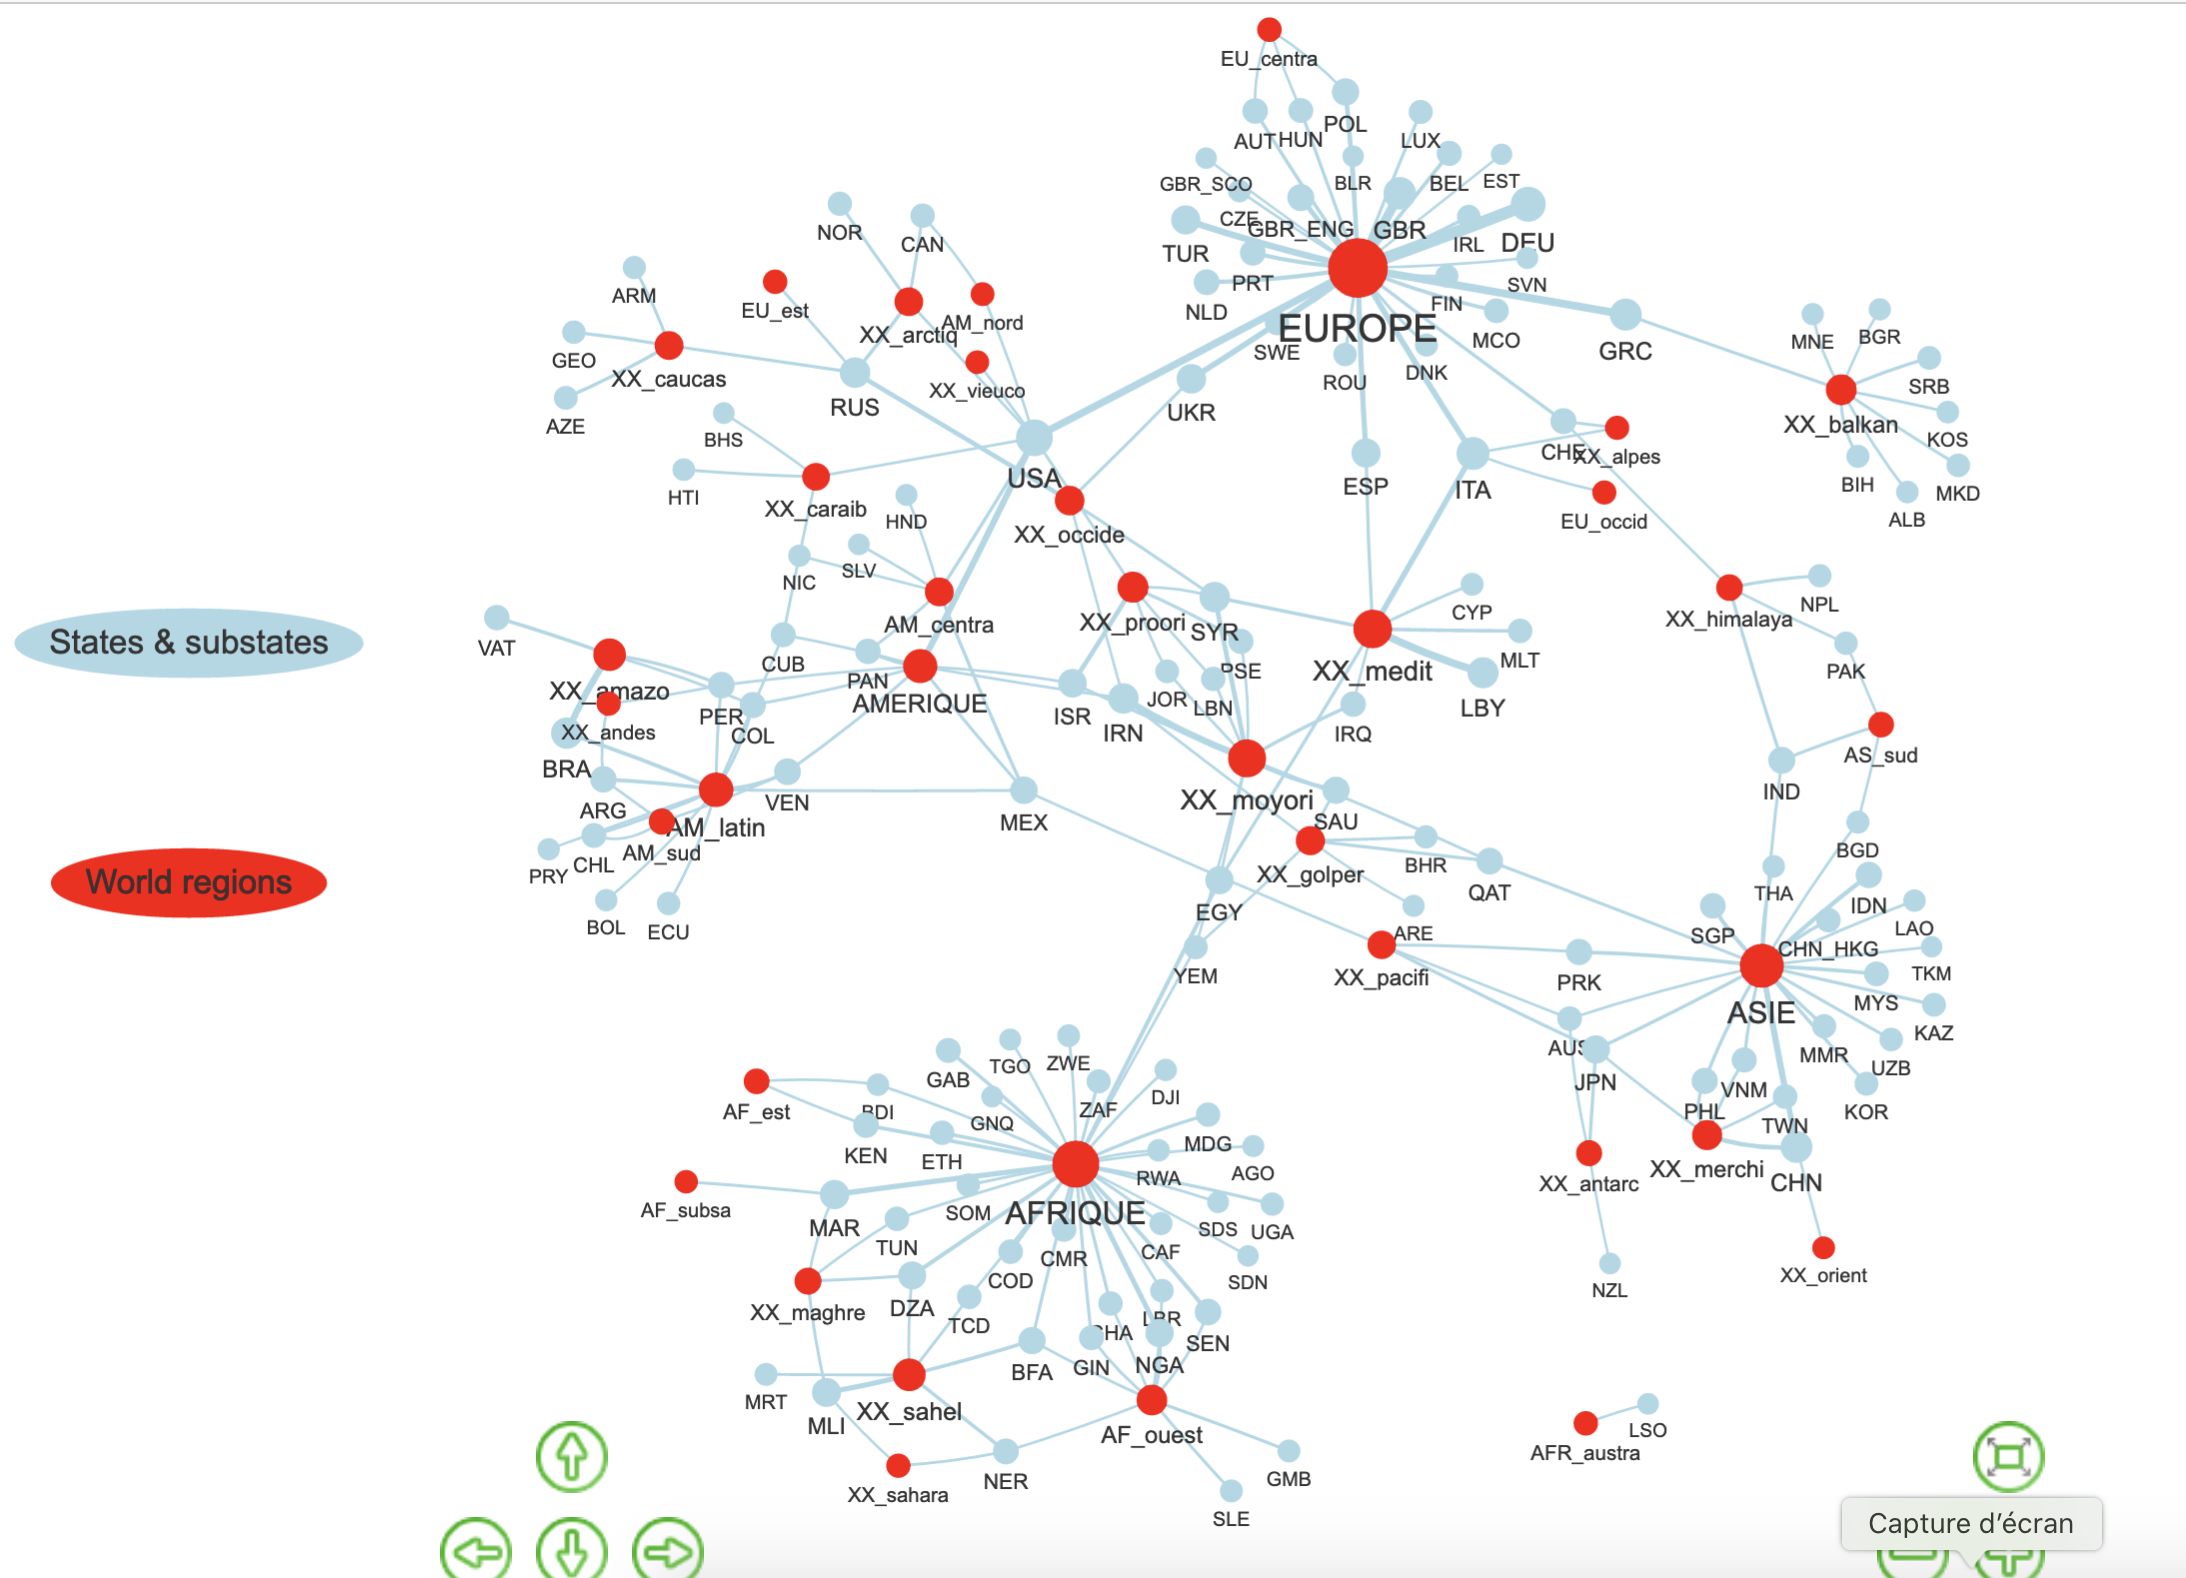 EU_centra
POL
AUT
HUN
LUX
GBR_SCO
BLR
BEL
EST
CZE
GBR_ENG
GBR
IRL
DEU
TUR
PRT
SVN
NLD
FIN
EUROPE
MCO
SWE
GRC
ROU
DNK
UKR
NOR
CAN
ARM
EU_est
XX_arctiq
AM_nord
GEO
XX_caucas
XX_vieuco
RUS
AZE
BHS
MNE
BGR
SRB
XX_balkan
KOS
BIH
MKD
ALB
CHE
XX_alpes
ESP
ITA
EU_occid
USA
HTI
XX_caraib
HND
XX_occide
NIC
SLV
XX_himalaya
NPL
CYP
AM_centra
XX_proori
SYR
States & substates
VAT
CUB
PAN
PSE
XX_medit
MLT
PAK
XX_amazo
PER
AMERIQUE
ISR
JOR
LBN
LBY
XX_andes
COL
IRN
IRQ
AS_sud
BRA
IND
ARG
VEN
XX_moyori
AM_latin
MEX
SAU
AM_sud
BGD
PRY
CHL
XX_golper
BHR
QAT
THA
World regions
IDN
BOL
ECU
EGY
ARE
SGP
LAO
CHN_HKG
YEM
XX_pacifi
PRK
TKM
MYS
ASIE
KAZ
AUS
MMR
UZB
JPN
VNM
KOR
PHL
TWN
XX_merchi
CHN
XX_antarc
XX_orient
NZL
GAB
TGO
ZWE
AF_est
BDI
GNQ
ZAF
DJI
KEN
ETH
MDG
AGO
RWA
AF_subsa
SOM
AFRIQUE
MAR
SDS
UGA
TUN
CMR
CAF
COD
SDN
XX_maghre
DZA
TCD
GHA
LBR
SEN
BFA
GIN
NGA
MRT
MLI
XX_sahel
AF_ouest
LSO
AFR_austra
XX_sahara
NER
GMB
SLE
Capture d’écran